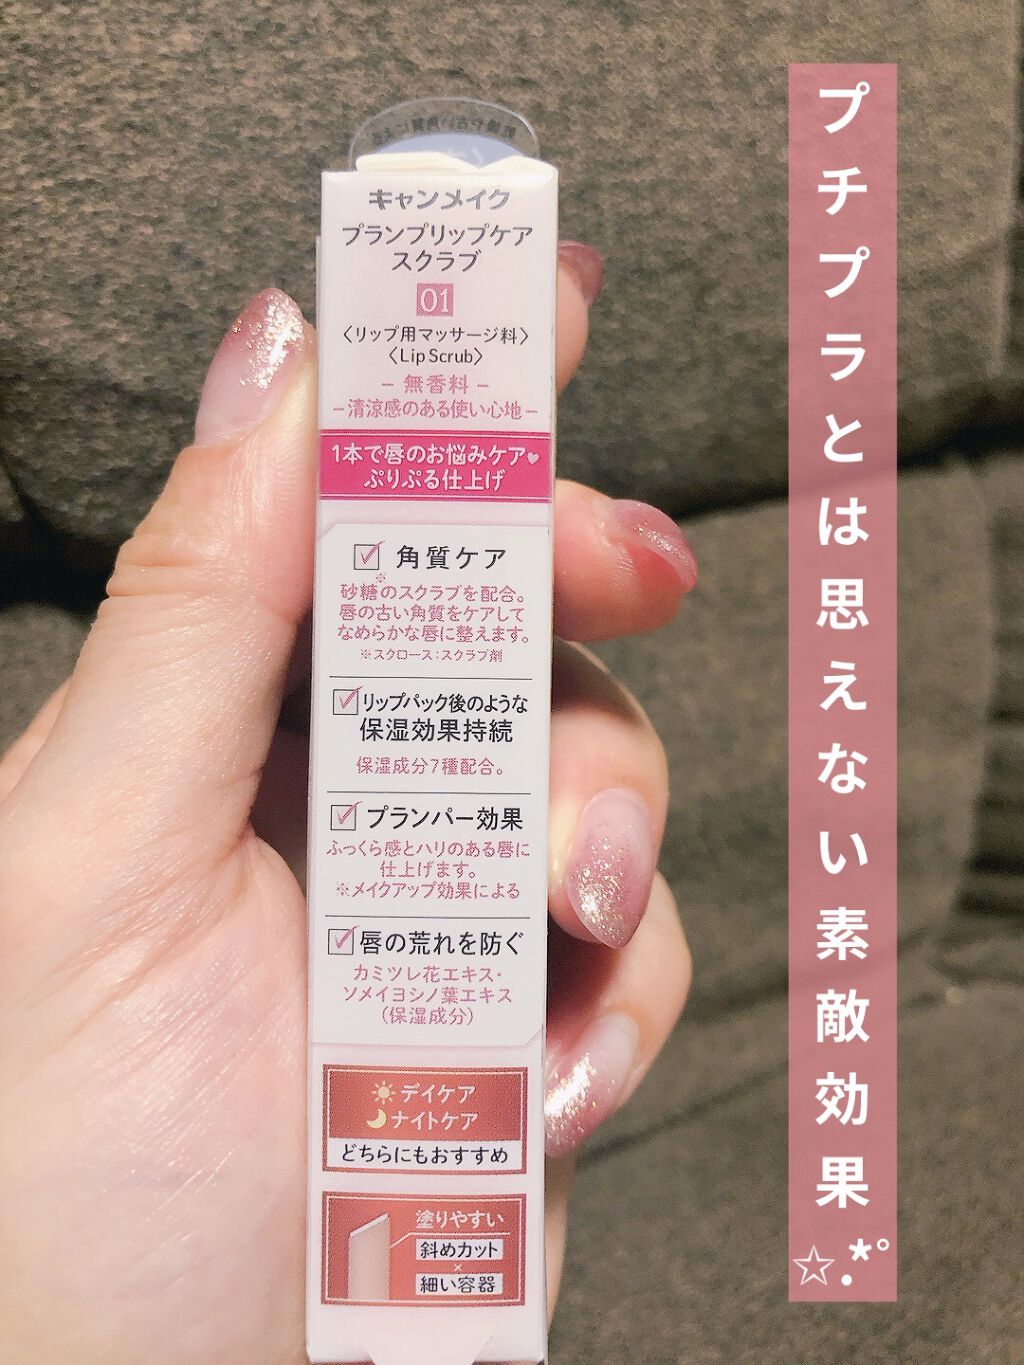 キャンメイク
プランプリップケア
スクラブ
01
〈リップ用マッサージ料〉
〈Lip Scrub〉
− 無香料 −
−清涼感のある使い心地−
1本で唇のお悩みケア♥
ぷりぷる仕上げ
☑ 角質ケア
砂糖※のスクラブを配合。
唇の古い角質をケアして
なめらかな唇に整えます。
※スクロース：スクラブ剤
☑ リップパック後のような
保湿効果持続
保湿成分7種配合。
☑ プランパー効果
ふっくら感とハリのある唇に
仕上げます。
※メイクアップ効果による
☑ 唇の荒れを防ぐ
カミツレ花エキス・
ソメイヨシノ葉エキス
（保湿成分）
デイケア
ナイトケア
どちらにもおすすめ
塗りやすい
斜めカット
×
細い容器
プチプラとは思えない素敵効果☆.*˚